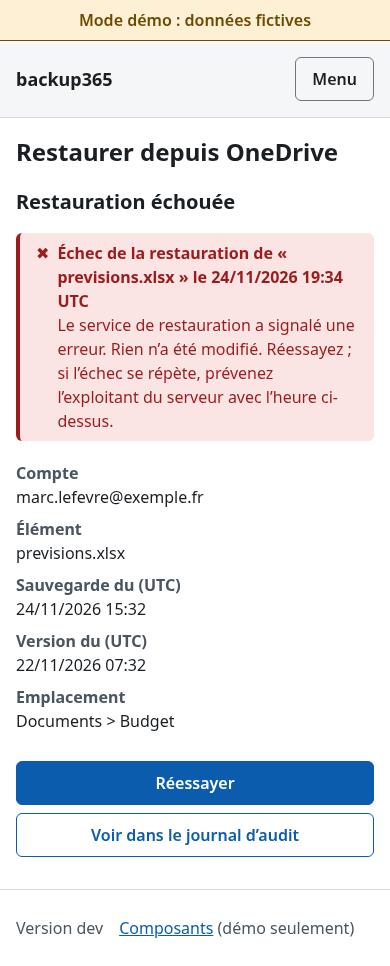 Mode démo : données fictives
backup365
Menu
Restaurer depuis OneDrive
Restauration échouée
✖ Échec de la restauration de «
previsions.xlsx » le 24/11/2026 19:34
UTC
Le service de restauration a signalé une
erreur. Rien n’a été modifié. Réessayez ;
si l’échec se répète, prévenez
l’exploitant du serveur avec l’heure ci-
dessus.
Compte
marc.lefevre@exemple.fr
Élément
previsions.xlsx
Sauvegarde du (UTC)
24/11/2026 15:32
Version du (UTC)
22/11/2026 07:32
Emplacement
Documents > Budget
Réessayer
Voir dans le journal d’audit
Version dev Composants (démo seulement)